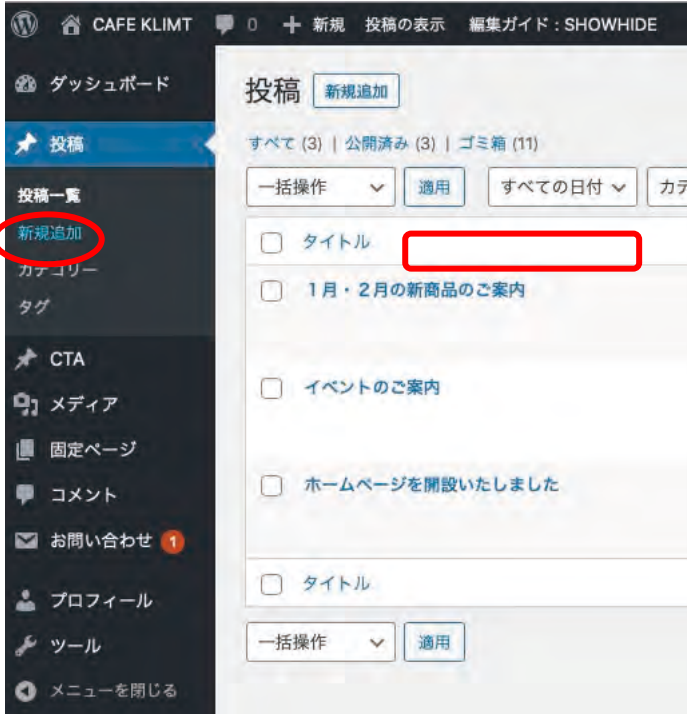 CAFE KLIMT 0 新規 投稿の表示 編集ガイド : SHOWHIDE
ダッシュボード
投稿
投稿一覧
新規追加
カテゴリー
タグ
CTA
メディア
固定ページ
コメント
お問い合わせ 1
プロフィール
ツール
メニューを閉じる
投稿 新規追加
すべて (3) | 公開済み (3) | ゴミ箱 (11)
一括操作 適用 すべての日付 カテ
タイトル
1月・2月の新商品のご案内
イベントのご案内
ホームページを開設いたしました
タイトル
一括操作 適用